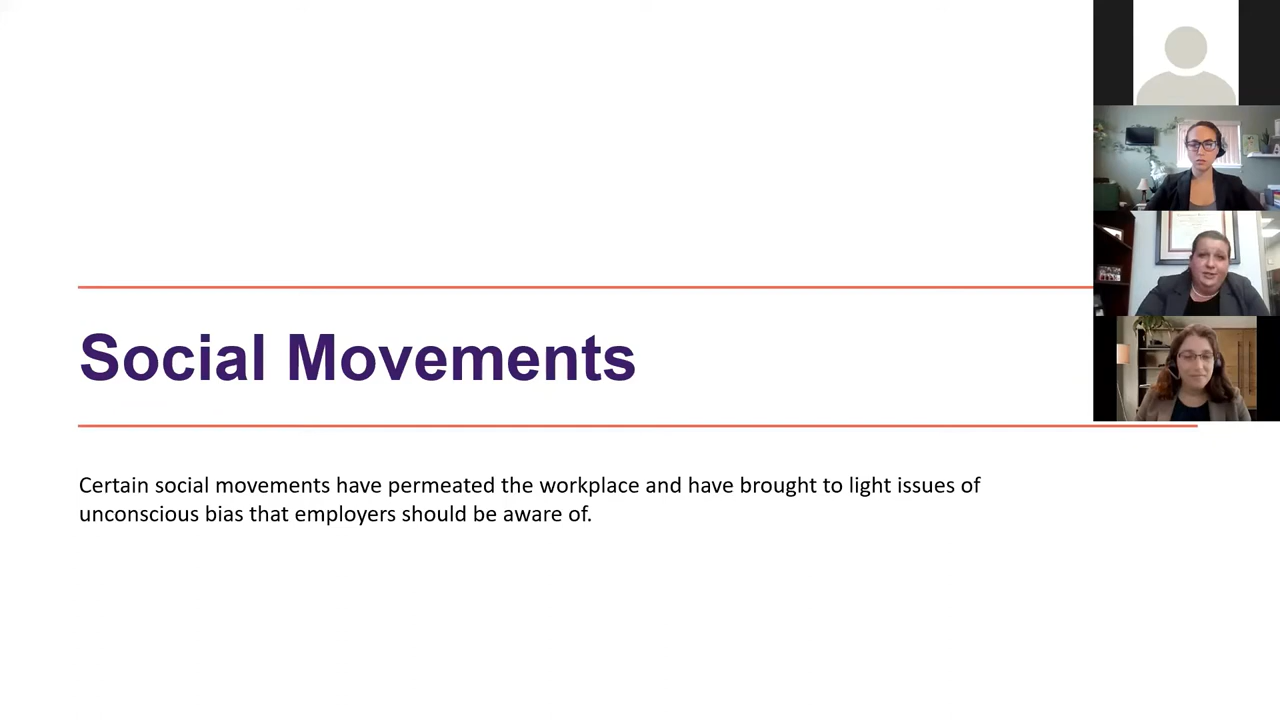 Social Movements
Certain social movements have permeated the workplace and have brought to light issues of
unconscious bias that employers should be aware of.